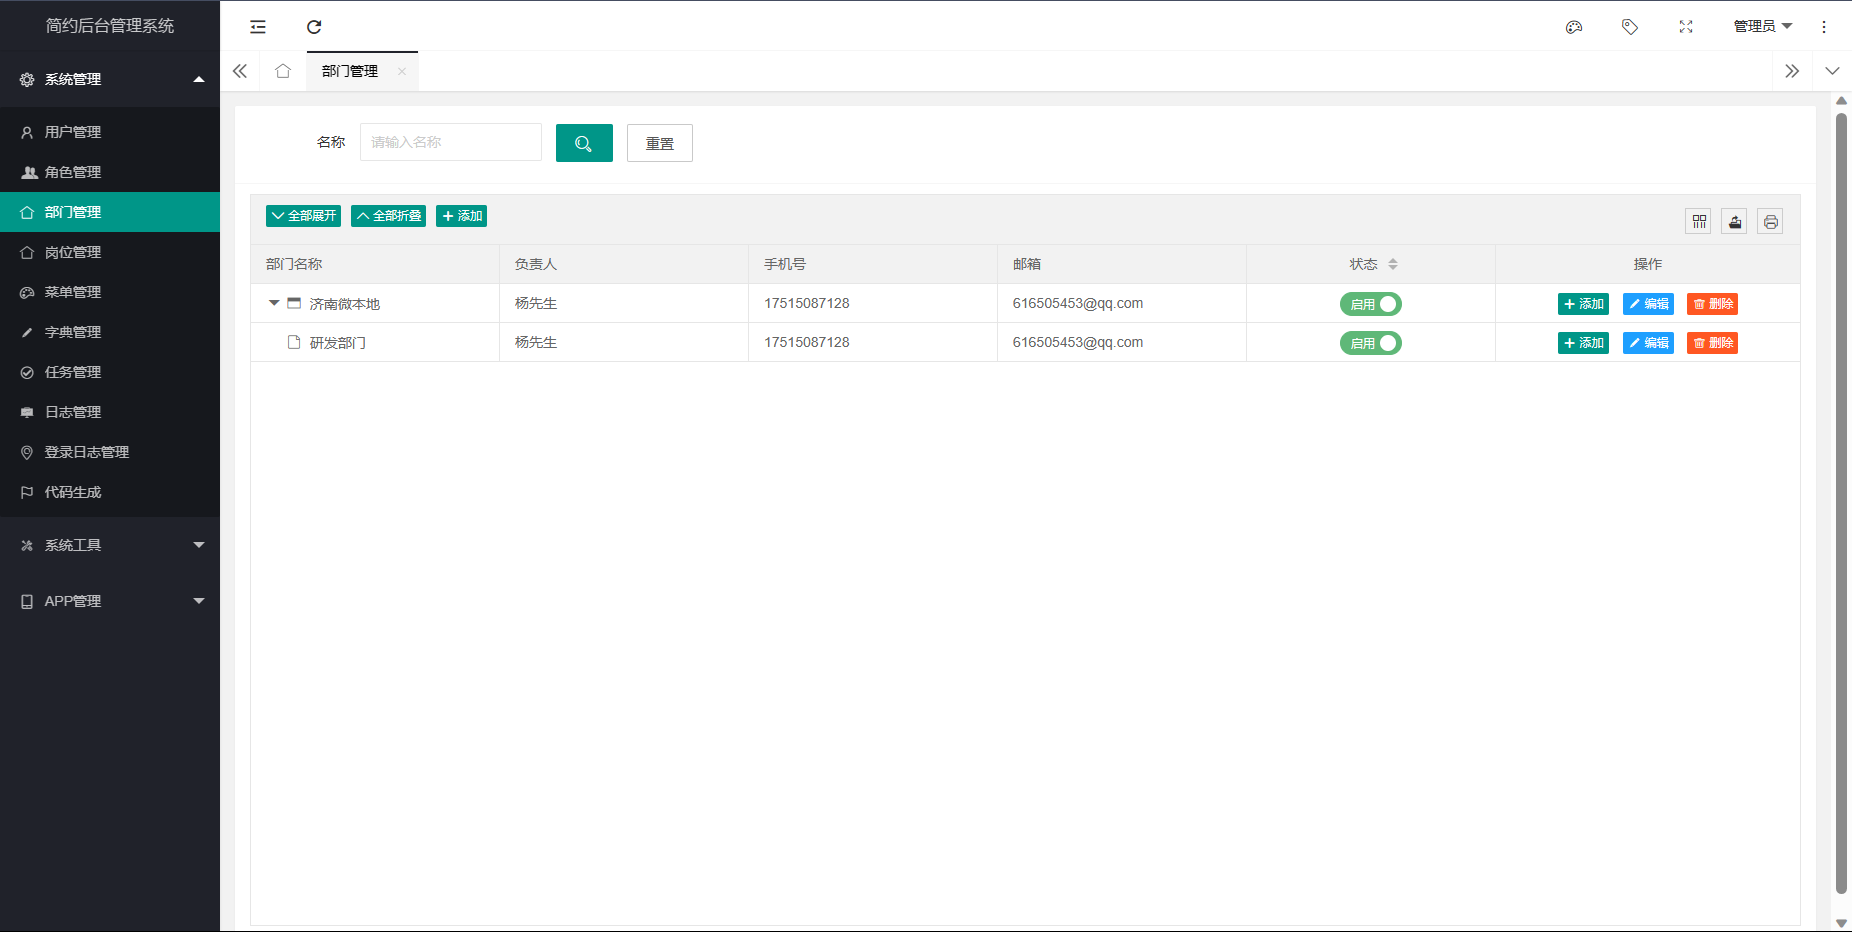 简约后台管理系统
管理员
系统管理
部门管理
用户管理
角色管理
部门管理
岗位管理
菜单管理
字典管理
任务管理
日志管理
登录日志管理
代码生成
系统工具
APP管理
名称 请输入名称 重置
全部展开 全部折叠 添加
部门名称 负责人 手机号 邮箱 状态 操作
济南微本地 杨先生 17515087128 616505453@qq.com 启用 添加 编辑 删除
研发部门 杨先生 17515087128 616505453@qq.com 启用 添加 编辑 删除